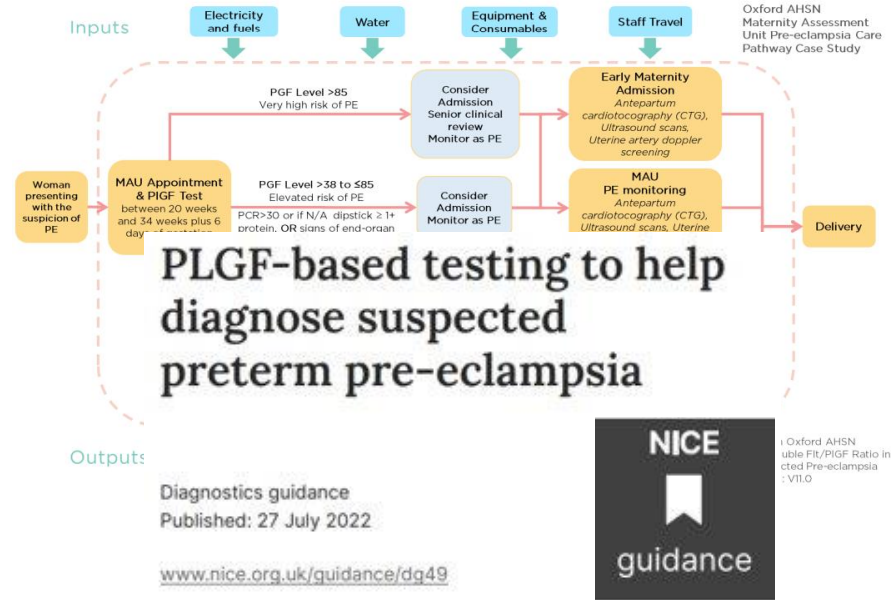 Inputs
Electricity
and fuels
Water
Equipment &
Consumables
Staff Travel
Oxford AHSN
Maternity Assessment
Unit Pre-eclampsia Care
Pathway Case Study
PGF Level >85
Very high risk of PE
Consider
Admission
Senior clinical
review
Monitor as PE
Early Maternity
Admission
Antepartum
cardiotocography (CTG),
Ultrasound scans,
Uterine artery doppler
screening
Woman
presenting
with the
suspicion of
PE
MAU Appointment
& PlGF Test
between 20 weeks
and 34 weeks plus 6
PGF Level >38 to ≤85
Elevated risk of PE
PCR>30 or if N/A dipstick ≥ 1+
protein, OR signs of end-organ
Consider
Admission
Monitor as PE
MAU
PE monitoring
Antepartum
cardiotocography (CTG),
Ultrasound scans, Uterine
Delivery
PLGF-based testing to help
diagnose suspected
preterm pre-eclampsia
Outputs
Diagnostics guidance
Published: 27 July 2022
www.nice.org.uk/guidance/dg49
NICE
guidance
Oxford AHSN
uble Flt/PlGF Ratio in
cted Pre-eclampsia
: V11.0